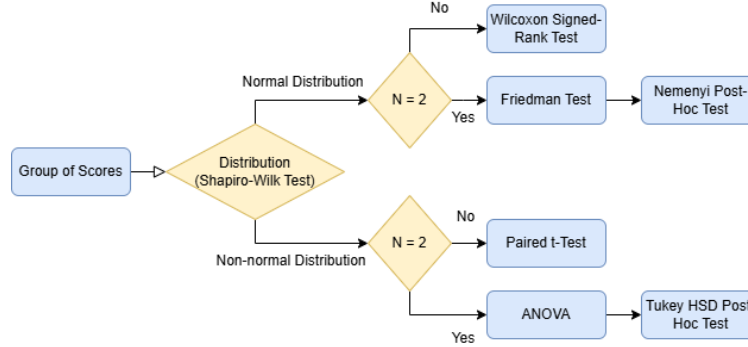 No
Wilcoxon Signed-
Rank Test
Normal Distribution
N = 2
Yes
Friedman Test
Nemenyi Post-
Hoc Test
Group of Scores
Distribution
(Shapiro-Wilk Test)
Non-normal Distribution
N = 2
No
Paired t-Test
Yes
ANOVA
Tukey HSD Post
Hoc Test